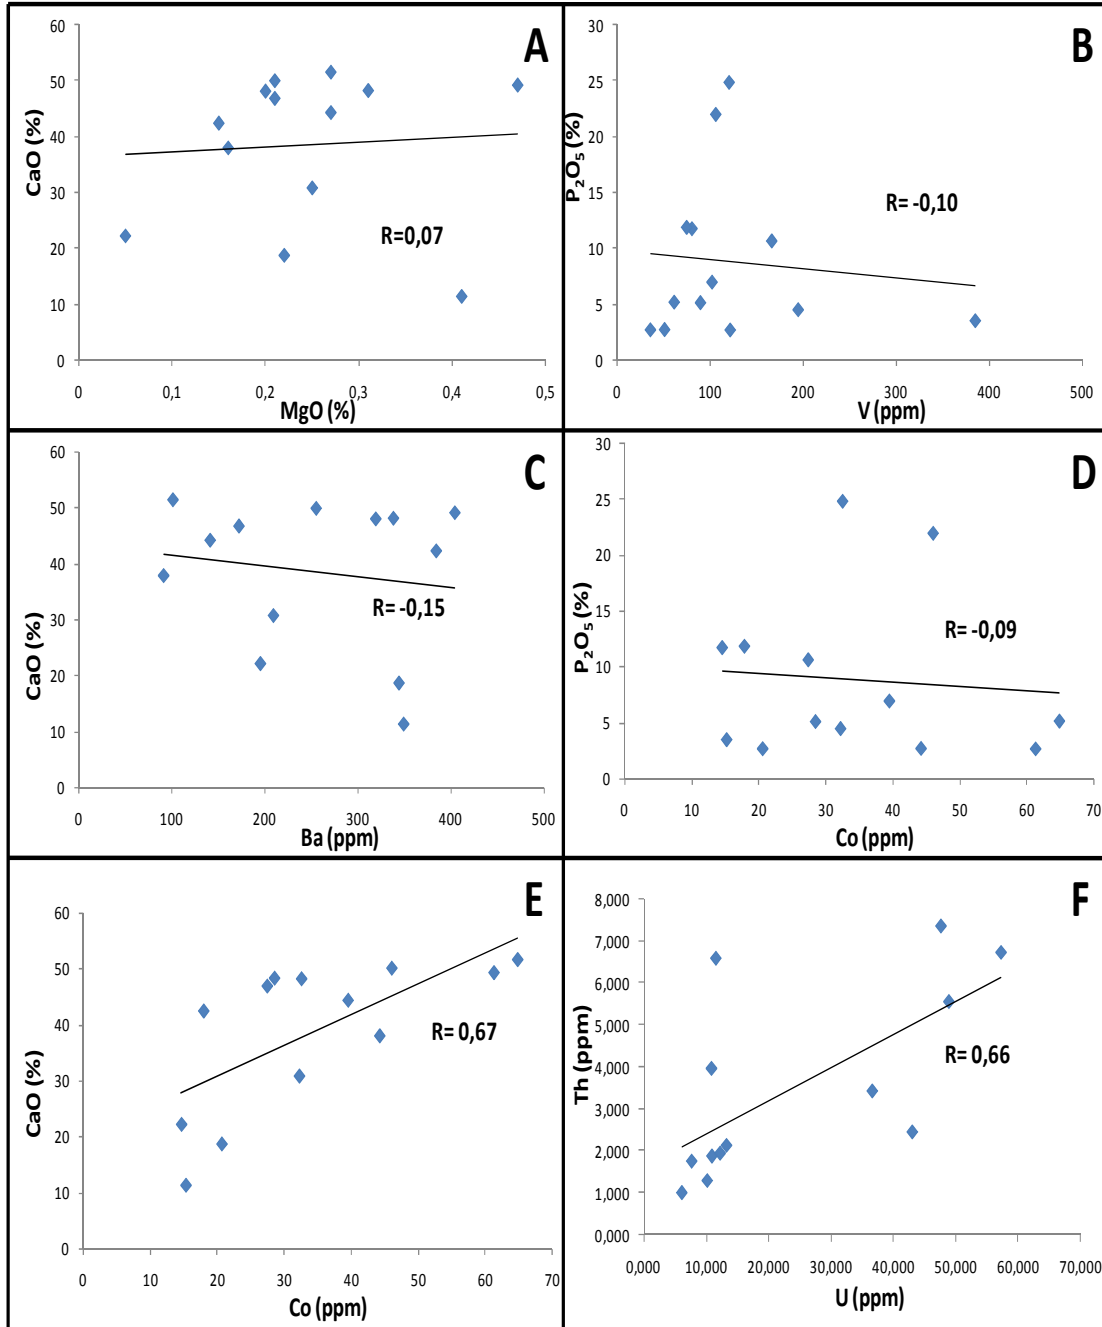 A
CaO (%)
60
50
40
30
20
10
0
R=0,07
0 0,1 0,2 0,3 0,4 0,5
MgO (%)
B
P₂O₅ (%)
30
25
20
15
10
5
0
R= -0,10
0 100 200 300 400 500
V (ppm)
C
CaO (%)
60
50
40
30
20
10
0
R= -0,15
0 100 200 300 400 500
Ba (ppm)
D
P₂O₅ (%)
30
25
20
15
10
5
0
R= -0,09
0 10 20 30 40 50 60 70
Co (ppm)
E
CaO (%)
60
50
40
30
20
10
0
R= 0,67
0 10 20 30 40 50 60 70
Co (ppm)
F
Th (ppm)
8,000
7,000
6,000
5,000
4,000
3,000
2,000
1,000
0,000
R= 0,66
0,000 10,000 20,000 30,000 40,000 50,000 60,000 70,000
U (ppm)